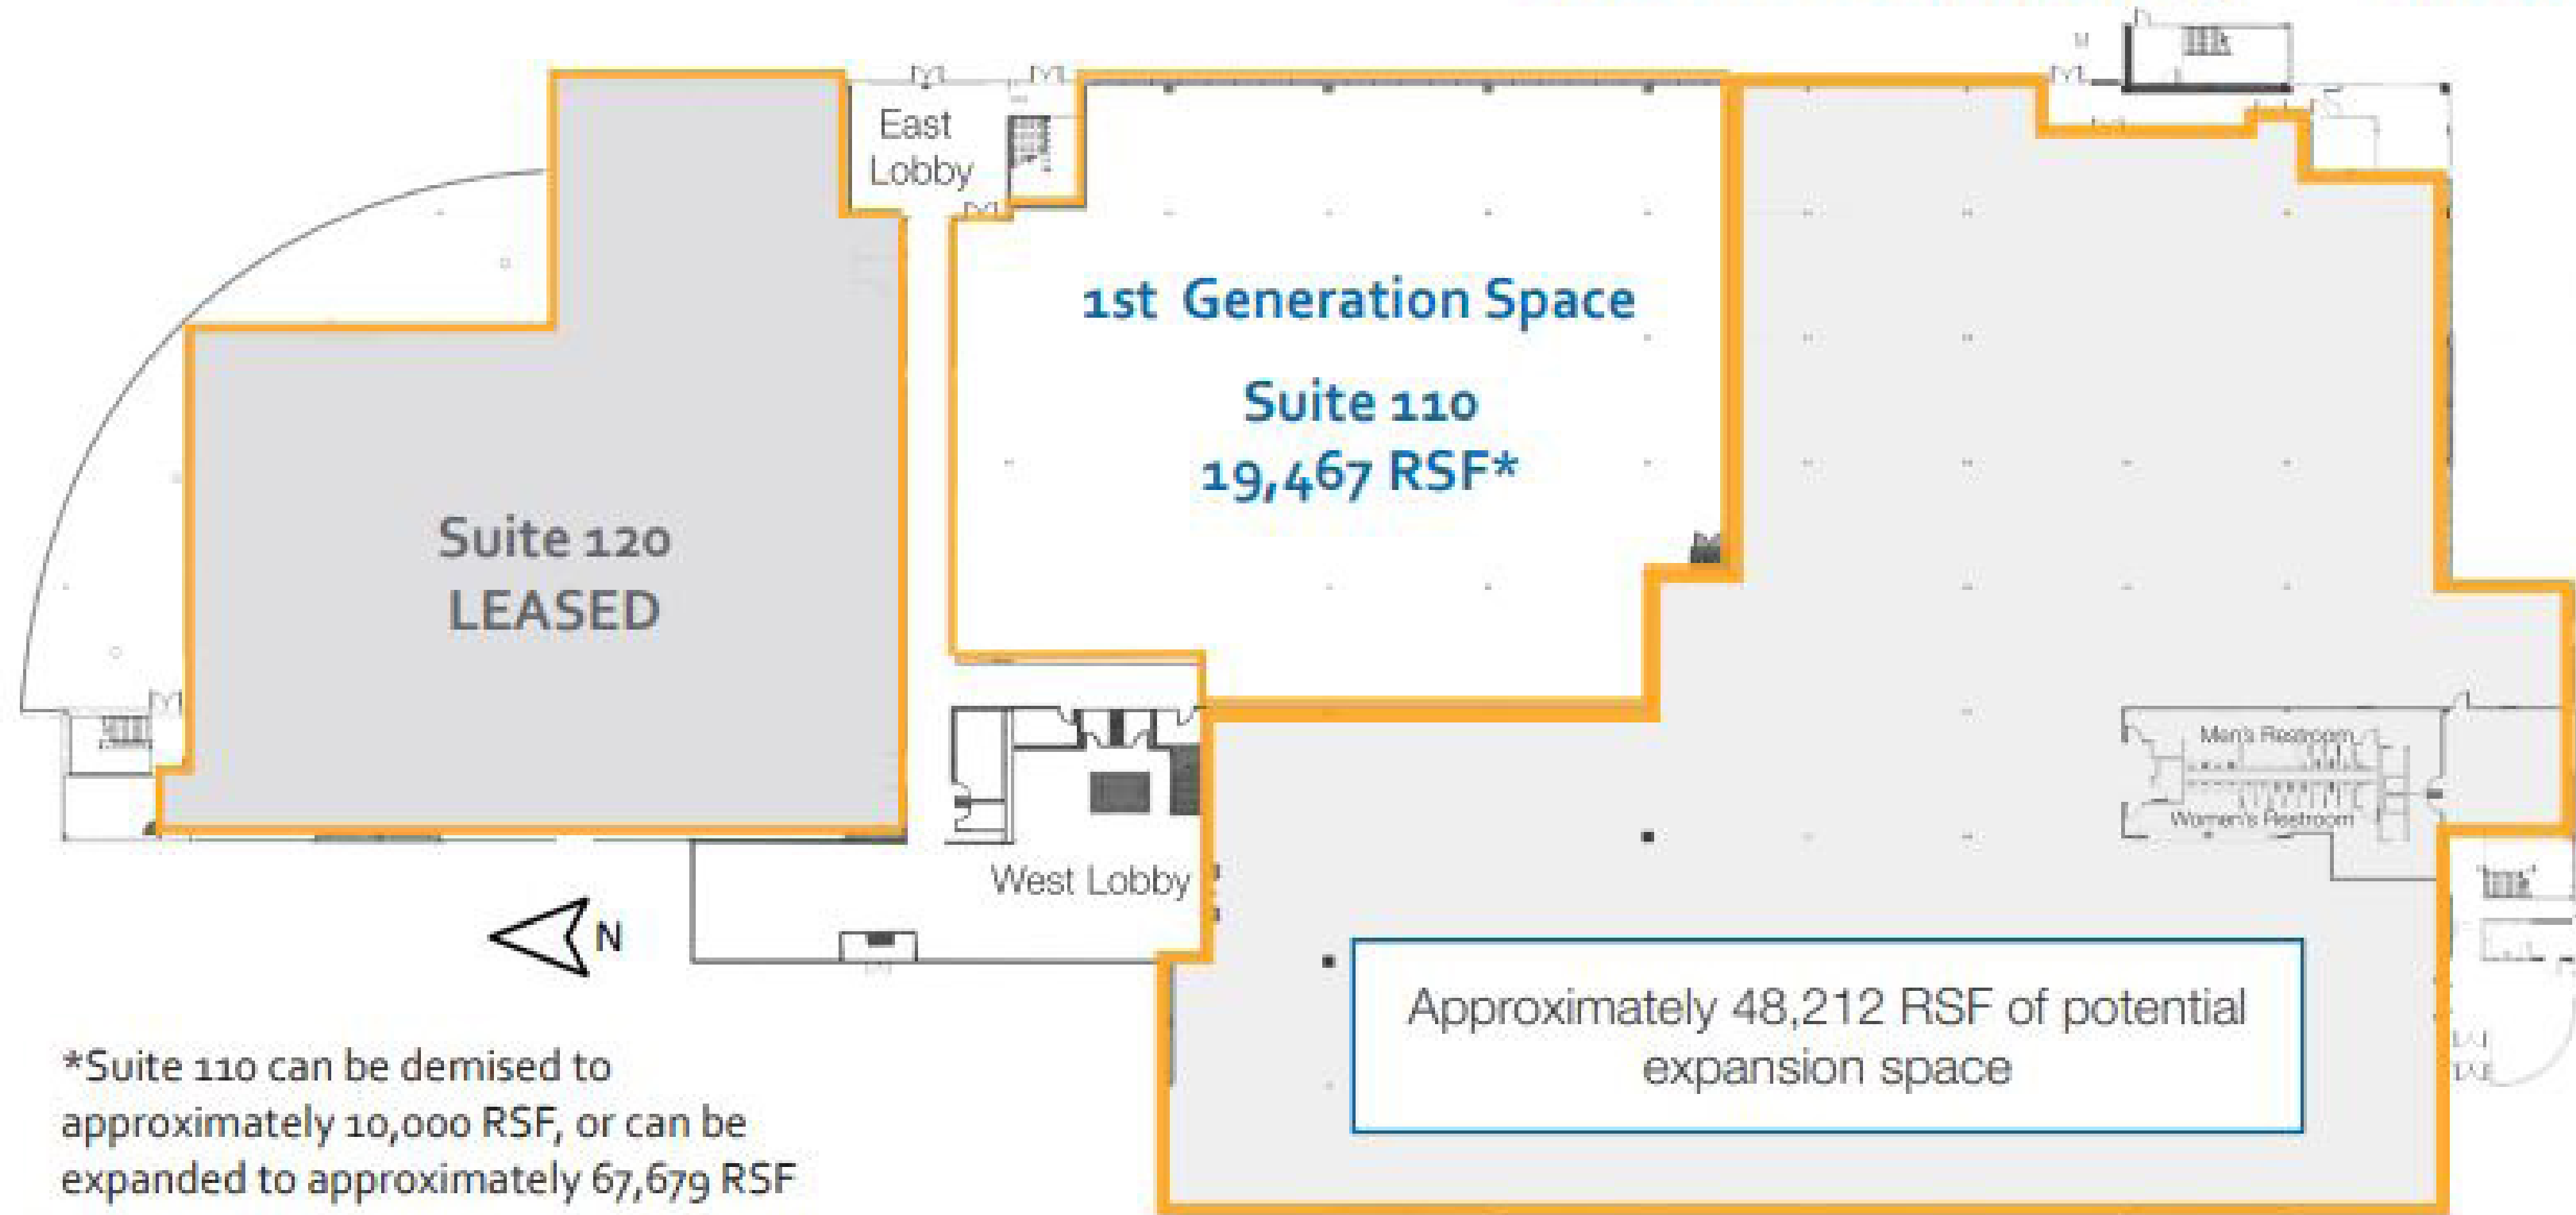 East
Lobby
1st Generation Space
Suite 110
19,467 RSF*
Suite 120
LEASED
Men's Restroom
Women's Restroom
West Lobby
N
Approximately 48,212 RSF of potential
expansion space
*Suite 110 can be demised to
approximately 10,000 RSF, or can be
expanded to approximately 67,679 RSF